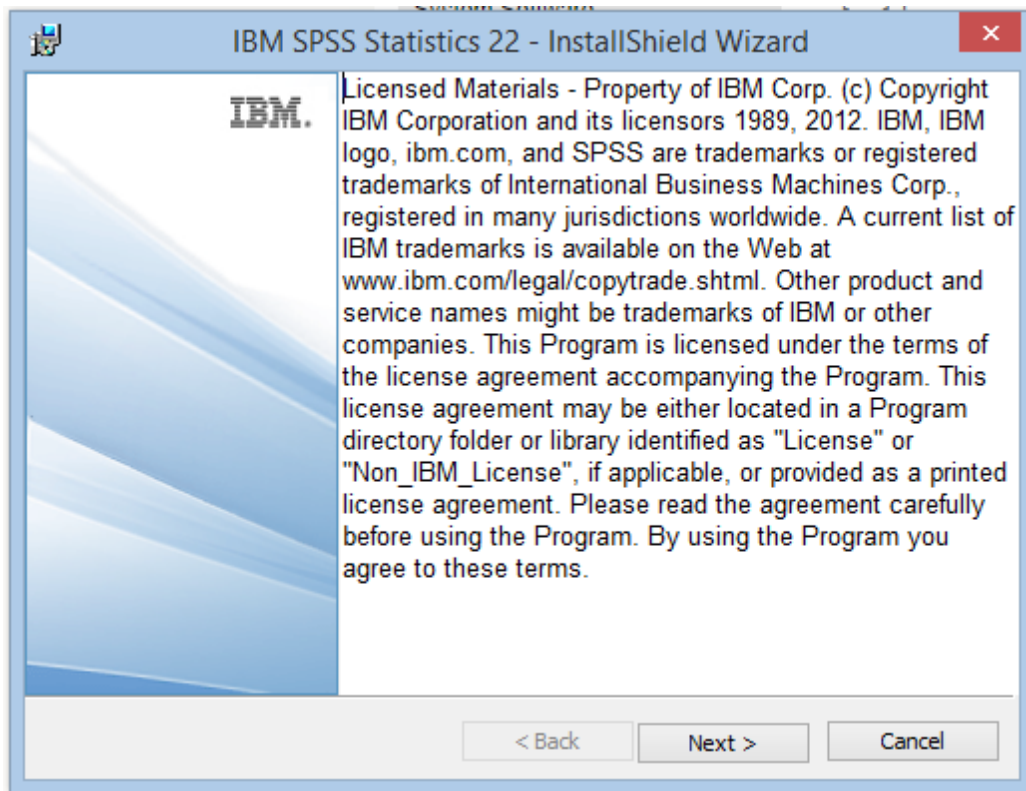 IBM SPSS Statistics 22 - InstallShield Wizard
IBM.
Licensed Materials - Property of IBM Corp. (c) Copyright
IBM Corporation and its licensors 1989, 2012. IBM, IBM
logo, ibm.com, and SPSS are trademarks or registered
trademarks of International Business Machines Corp.,
registered in many jurisdictions worldwide. A current list of
IBM trademarks is available on the Web at
www.ibm.com/legal/copytrade.shtml. Other product and
service names might be trademarks of IBM or other
companies. This Program is licensed under the terms of
the license agreement accompanying the Program. This
license agreement may be either located in a Program
directory folder or library identified as "License" or
"Non_IBM_License", if applicable, or provided as a printed
license agreement. Please read the agreement carefully
before using the Program. By using the Program you
agree to these terms.
< Back
Next >
Cancel